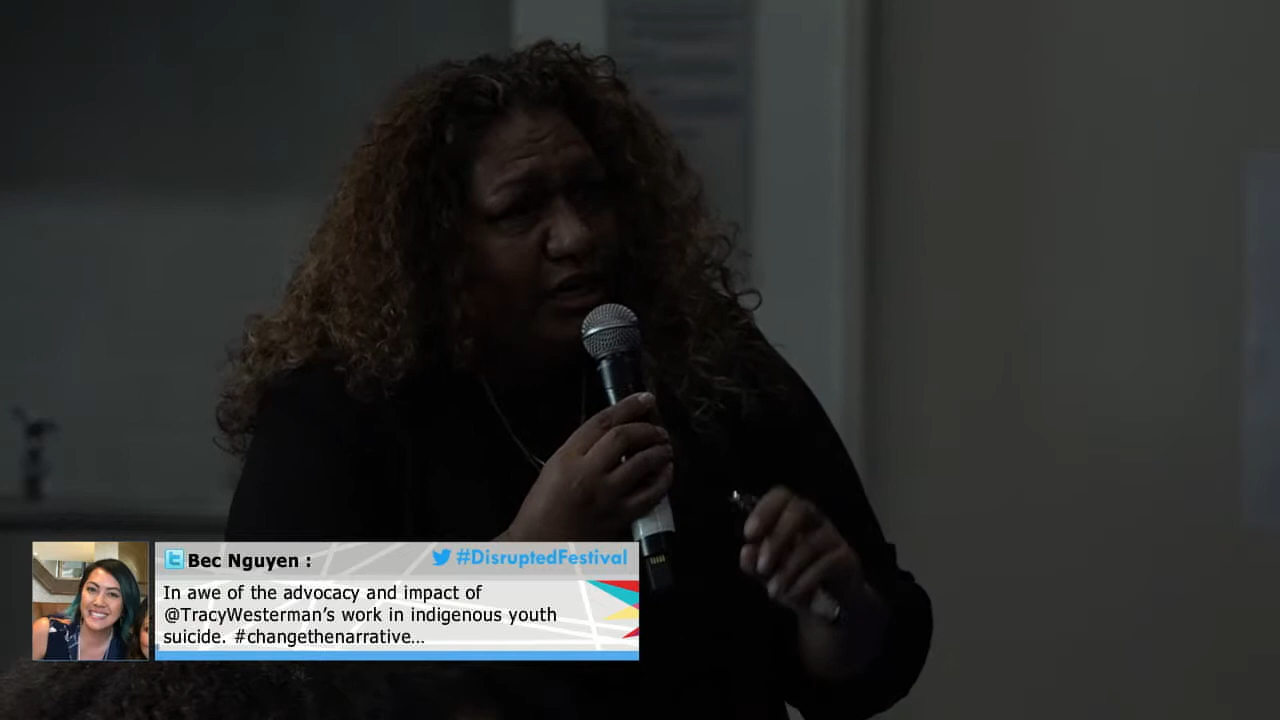 Bec Nguyen : #DisruptedFestival
In awe of the advocacy and impact of
@TracyWesterman’s work in indigenous youth
suicide. #changethenarrative...